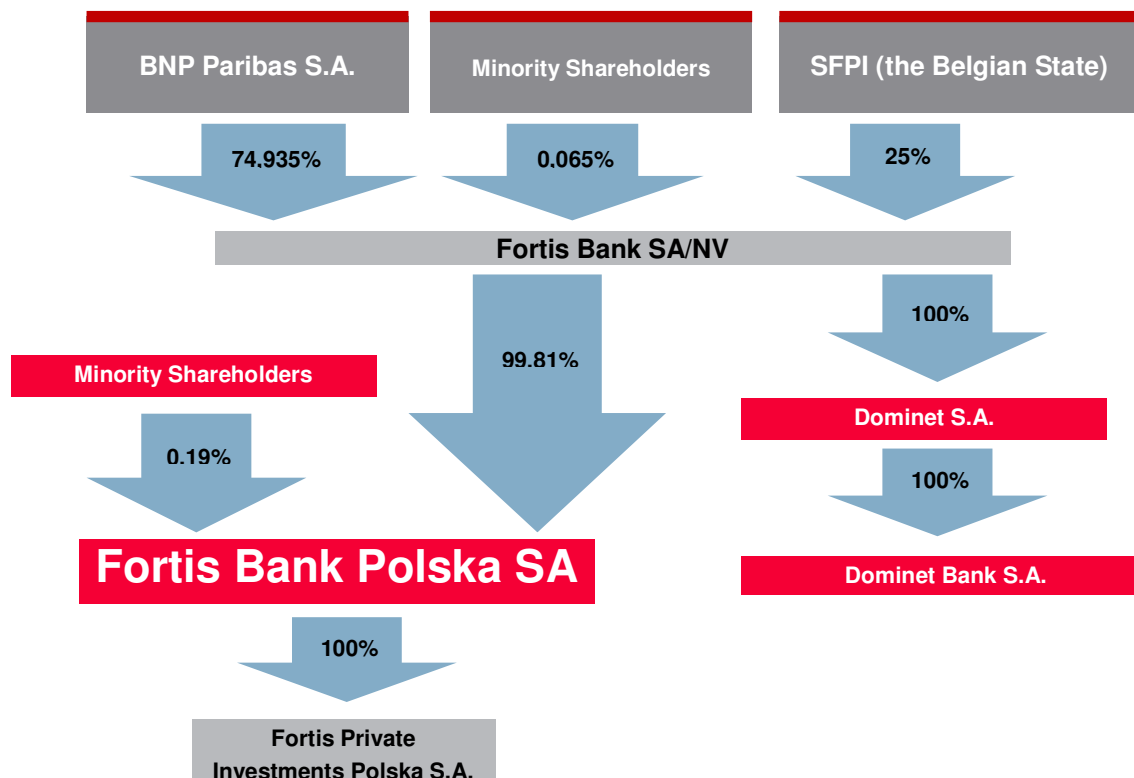 BNP Paribas S.A.
Minority Shareholders
SFPI (the Belgian State)
74,935%
0,065%
25%
Fortis Bank SA/NV
99.81%
100%
Minority Shareholders
Dominet S.A.
0,19%
100%
Fortis Bank Polska SA
Dominet Bank S.A.
100%
Fortis Private
Investments Polska S.A.